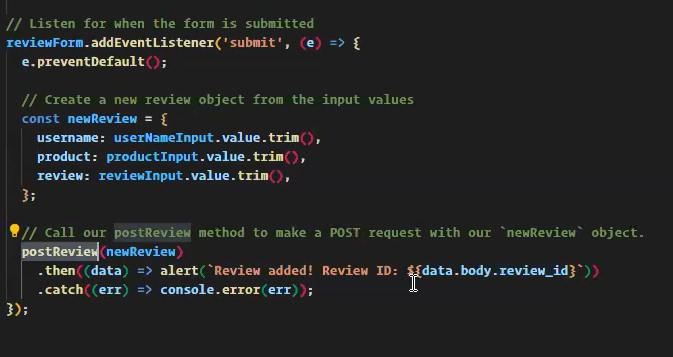 // Listen for when the form is submitted
reviewForm.addEventListener('submit', (e) => {
e.preventDefault();
// Create a new review object from the input values
const newReview = {
username: userNameInput.value.trim(),
product: productInput.value.trim(),
review: reviewInput.value.trim(),
};
// Call our postReview method to make a POST request with our `newReview` object.
postReview(newReview)
.then((data) => alert(`Review added! Review ID: ${data.body.review_id}`))
.catch((err) => console.error(err));
});